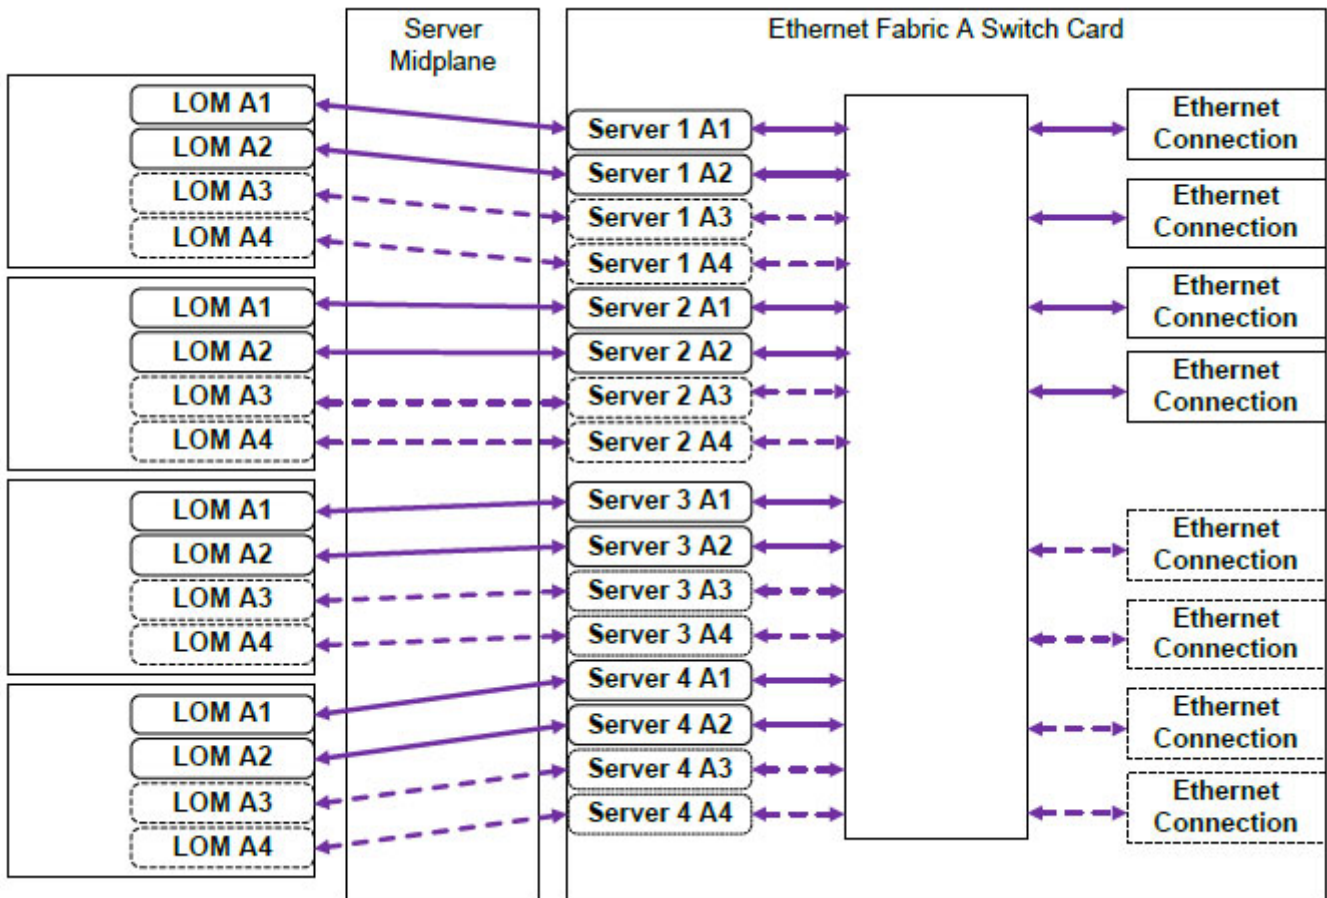 Server
Midplane
Ethernet Fabric A Switch Card
LOM A1
LOM A2
LOM A3
LOM A4
LOM A1
LOM A2
LOM A3
LOM A4
LOM A1
LOM A2
LOM A3
LOM A4
LOM A1
LOM A2
LOM A3
LOM A4
Server 1 A1
Server 1 A2
Server 1 A3
Server 1 A4
Server 2 A1
Server 2 A2
Server 2 A3
Server 2 A4
Server 3 A1
Server 3 A2
Server 3 A3
Server 3 A4
Server 4 A1
Server 4 A2
Server 4 A3
Server 4 A4
Ethernet
Connection
Ethernet
Connection
Ethernet
Connection
Ethernet
Connection
Ethernet
Connection
Ethernet
Connection
Ethernet
Connection
Ethernet
Connection